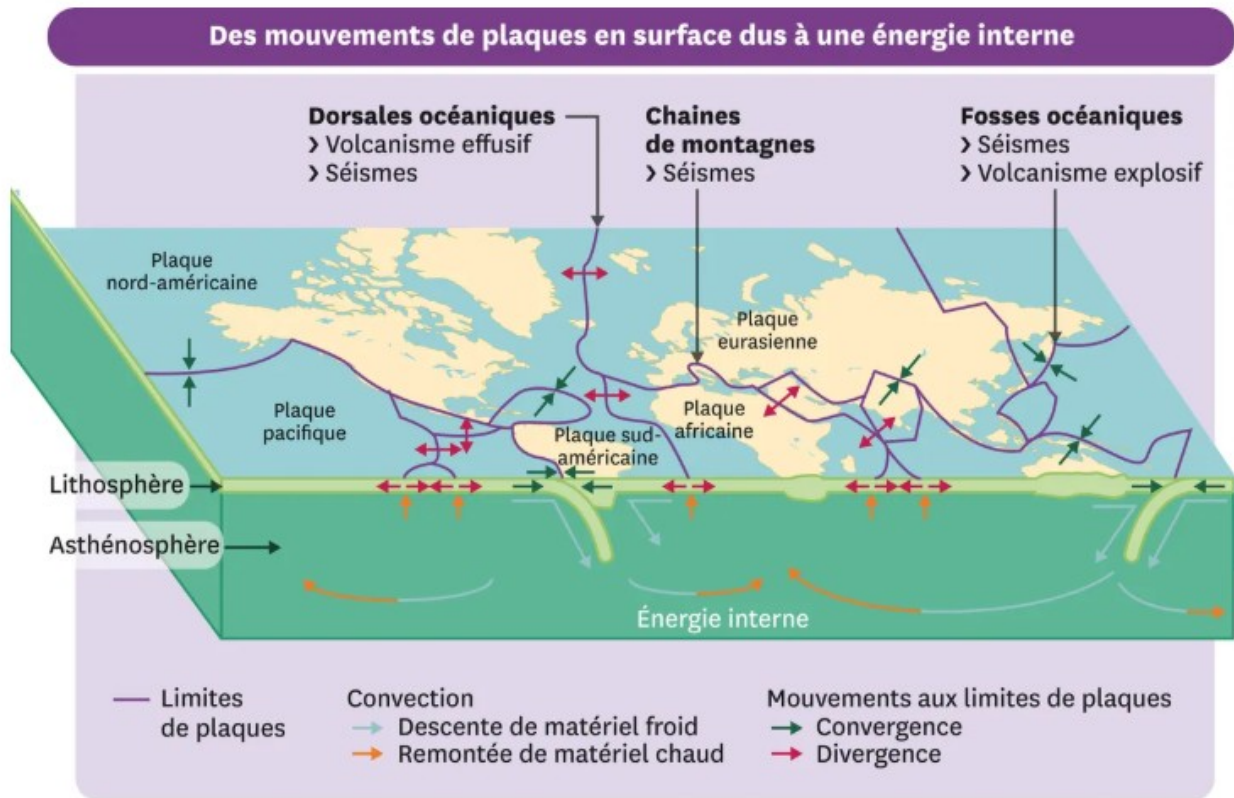 Des mouvements de plaques en surface dus à une énergie interne
Dorsales océaniques
❯ Volcanisme effusif
❯ Séismes
Chaines
de montagnes
❯ Séismes
Fosses océaniques
❯ Séismes
❯ Volcanisme explosif
Plaque
nord-américaine
Plaque
eurasienne
Plaque
pacifique
Plaque sud-
américaine
Plaque
africaine
Lithosphère
Asthénosphère
Énergie interne
Limites
de plaques
Convection
Descente de matériel froid
Remontée de matériel chaud
Mouvements aux limites de plaques
Convergence
Divergence